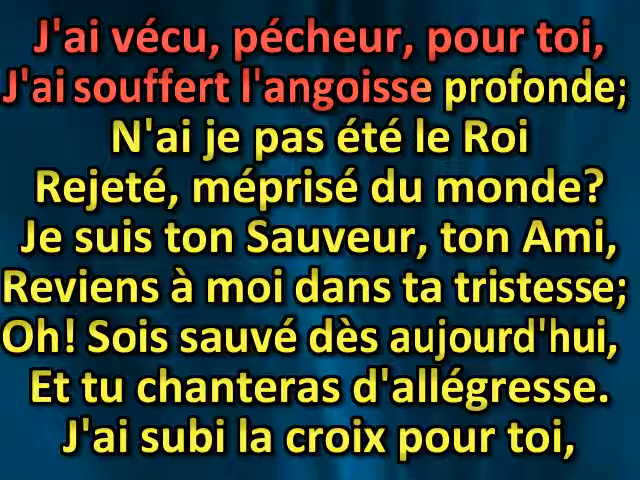 J'ai vécu, pécheur, pour toi,
J'ai souffert l'angoisse profonde;
N'ai je pas été le Roi
Rejeté, méprisé du monde?
Je suis ton Sauveur, ton Ami,
Reviens à moi dans ta tristesse;
Oh! Sois sauvé dès aujourd'hui,
Et tu chanteras d'allégresse.
J'ai subi la croix pour toi,